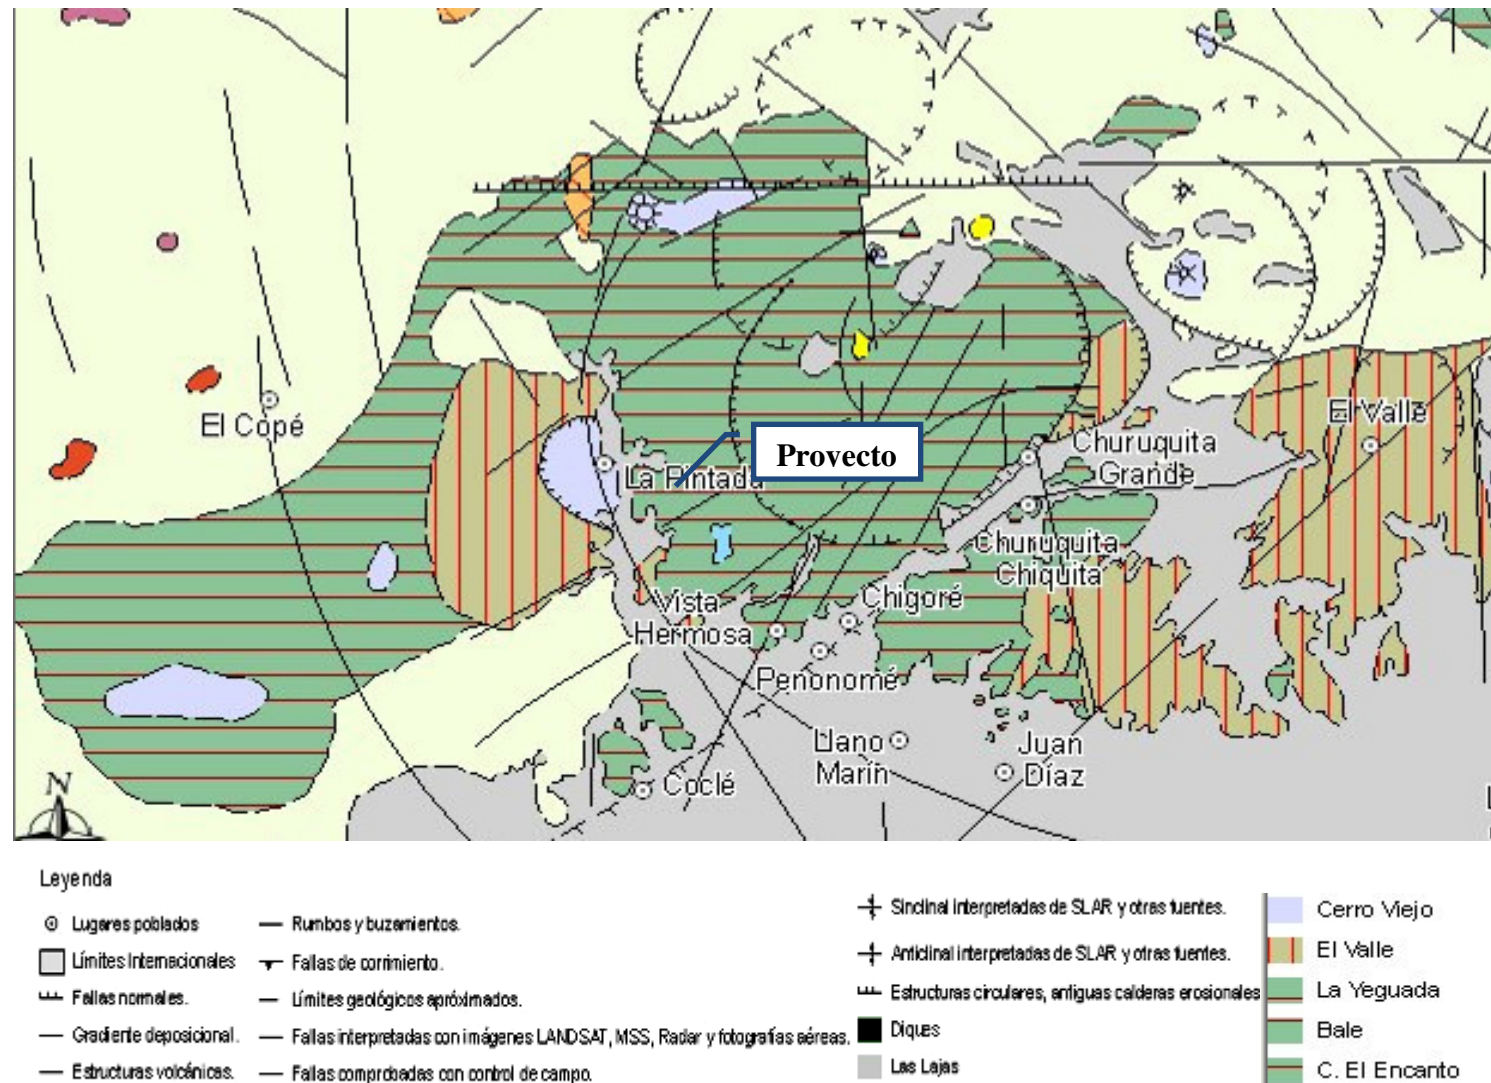 El Copé
La Pintada
Provecto
El Valle
Churuquita
Grande
Churuquita
Chiquita
Vista
Hermosa
Chigoré
Penonomé
Llano
Marín
Juan
Díaz
Coclé
N
Leyenda
Lugares poblados
Límites Internacionales
Fallas normales.
Gradiente deposicional.
Estructuras volcánicas.
Rumbos y buzamientos.
Fallas de corrimiento.
Límites geológicos apróximados.
Fallas interpretadas con imágenes LANDSAT, MSS, Radar y fotografías aéreas.
Fallas comprobadas con control de campo.
Sinclinal interpretadas de SLAR y otras fuentes.
Anticlinal interpretadas de SLAR y otras fuentes.
Estructuras circulares, antiguas calderas erosionales
Diques
Las Lajas
Cerro Viejo
El Valle
La Yeguada
Bale
C. El Encanto